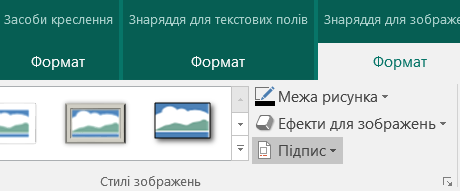 Засоби креслення
Знаряддя для текстових полів
Знаряддя для зображе
Формат
Формат
Формат
Межа рисунка
Ефекти для зображень
Підпис
Стилі зображень